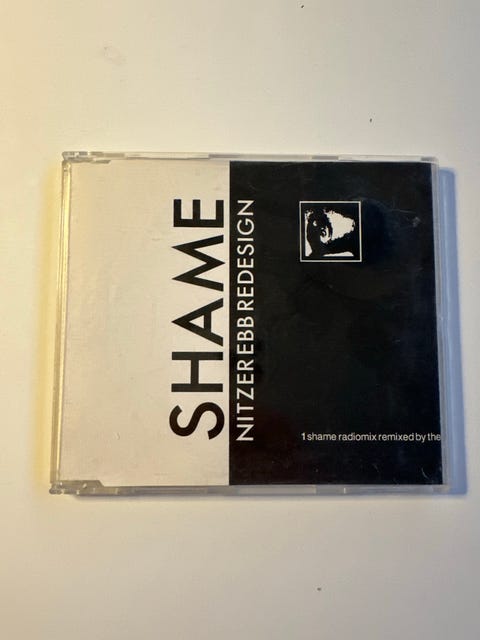 SHAME
NITZER EBB REDESIGN
1 shame radiomix remixed by the